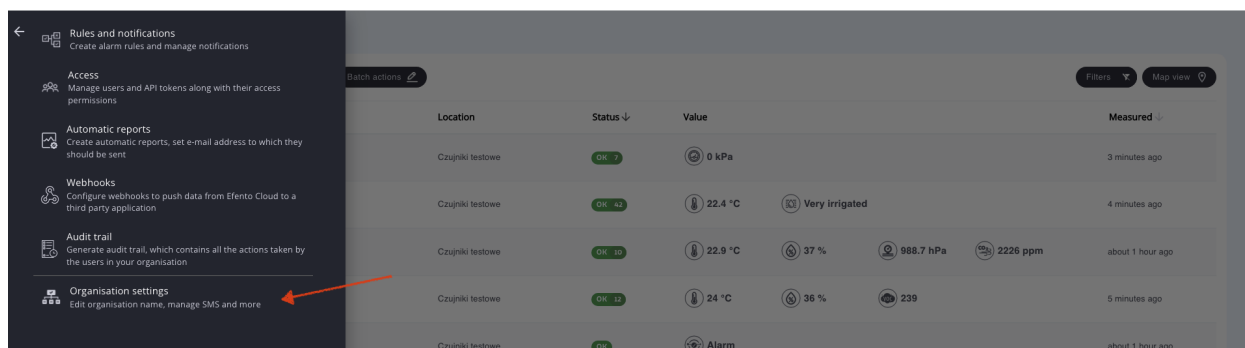 Rules and notifications
Create alarm rules and manage notifications
Access
Manage users and API tokens along with their access
permissions
Automatic reports
Create automatic reports, set e-mail address to which they
should be sent
Webhooks
Configure webhooks to push data from Efento Cloud to a
third party application
Audit trail
Generate audit trail, which contains all the actions taken by
the users in your organisation
Organisation settings
Edit organisation name, manage SMS and more
Batch actions Filters Map view
Location Status Value Measured
Czujniki testowe OK 7 0 kPa 3 minutes ago
Czujniki testowe OK 42 22.4 °C Very irrigated 4 minutes ago
Czujniki testowe OK 10 22.9 °C 37 % 988.7 hPa CO₂ 2226 ppm about 1 hour ago
Czujniki testowe OK 12 24 °C 36 % 239 5 minutes ago
Czujniki testowe OK Alarm about 1 hour ago